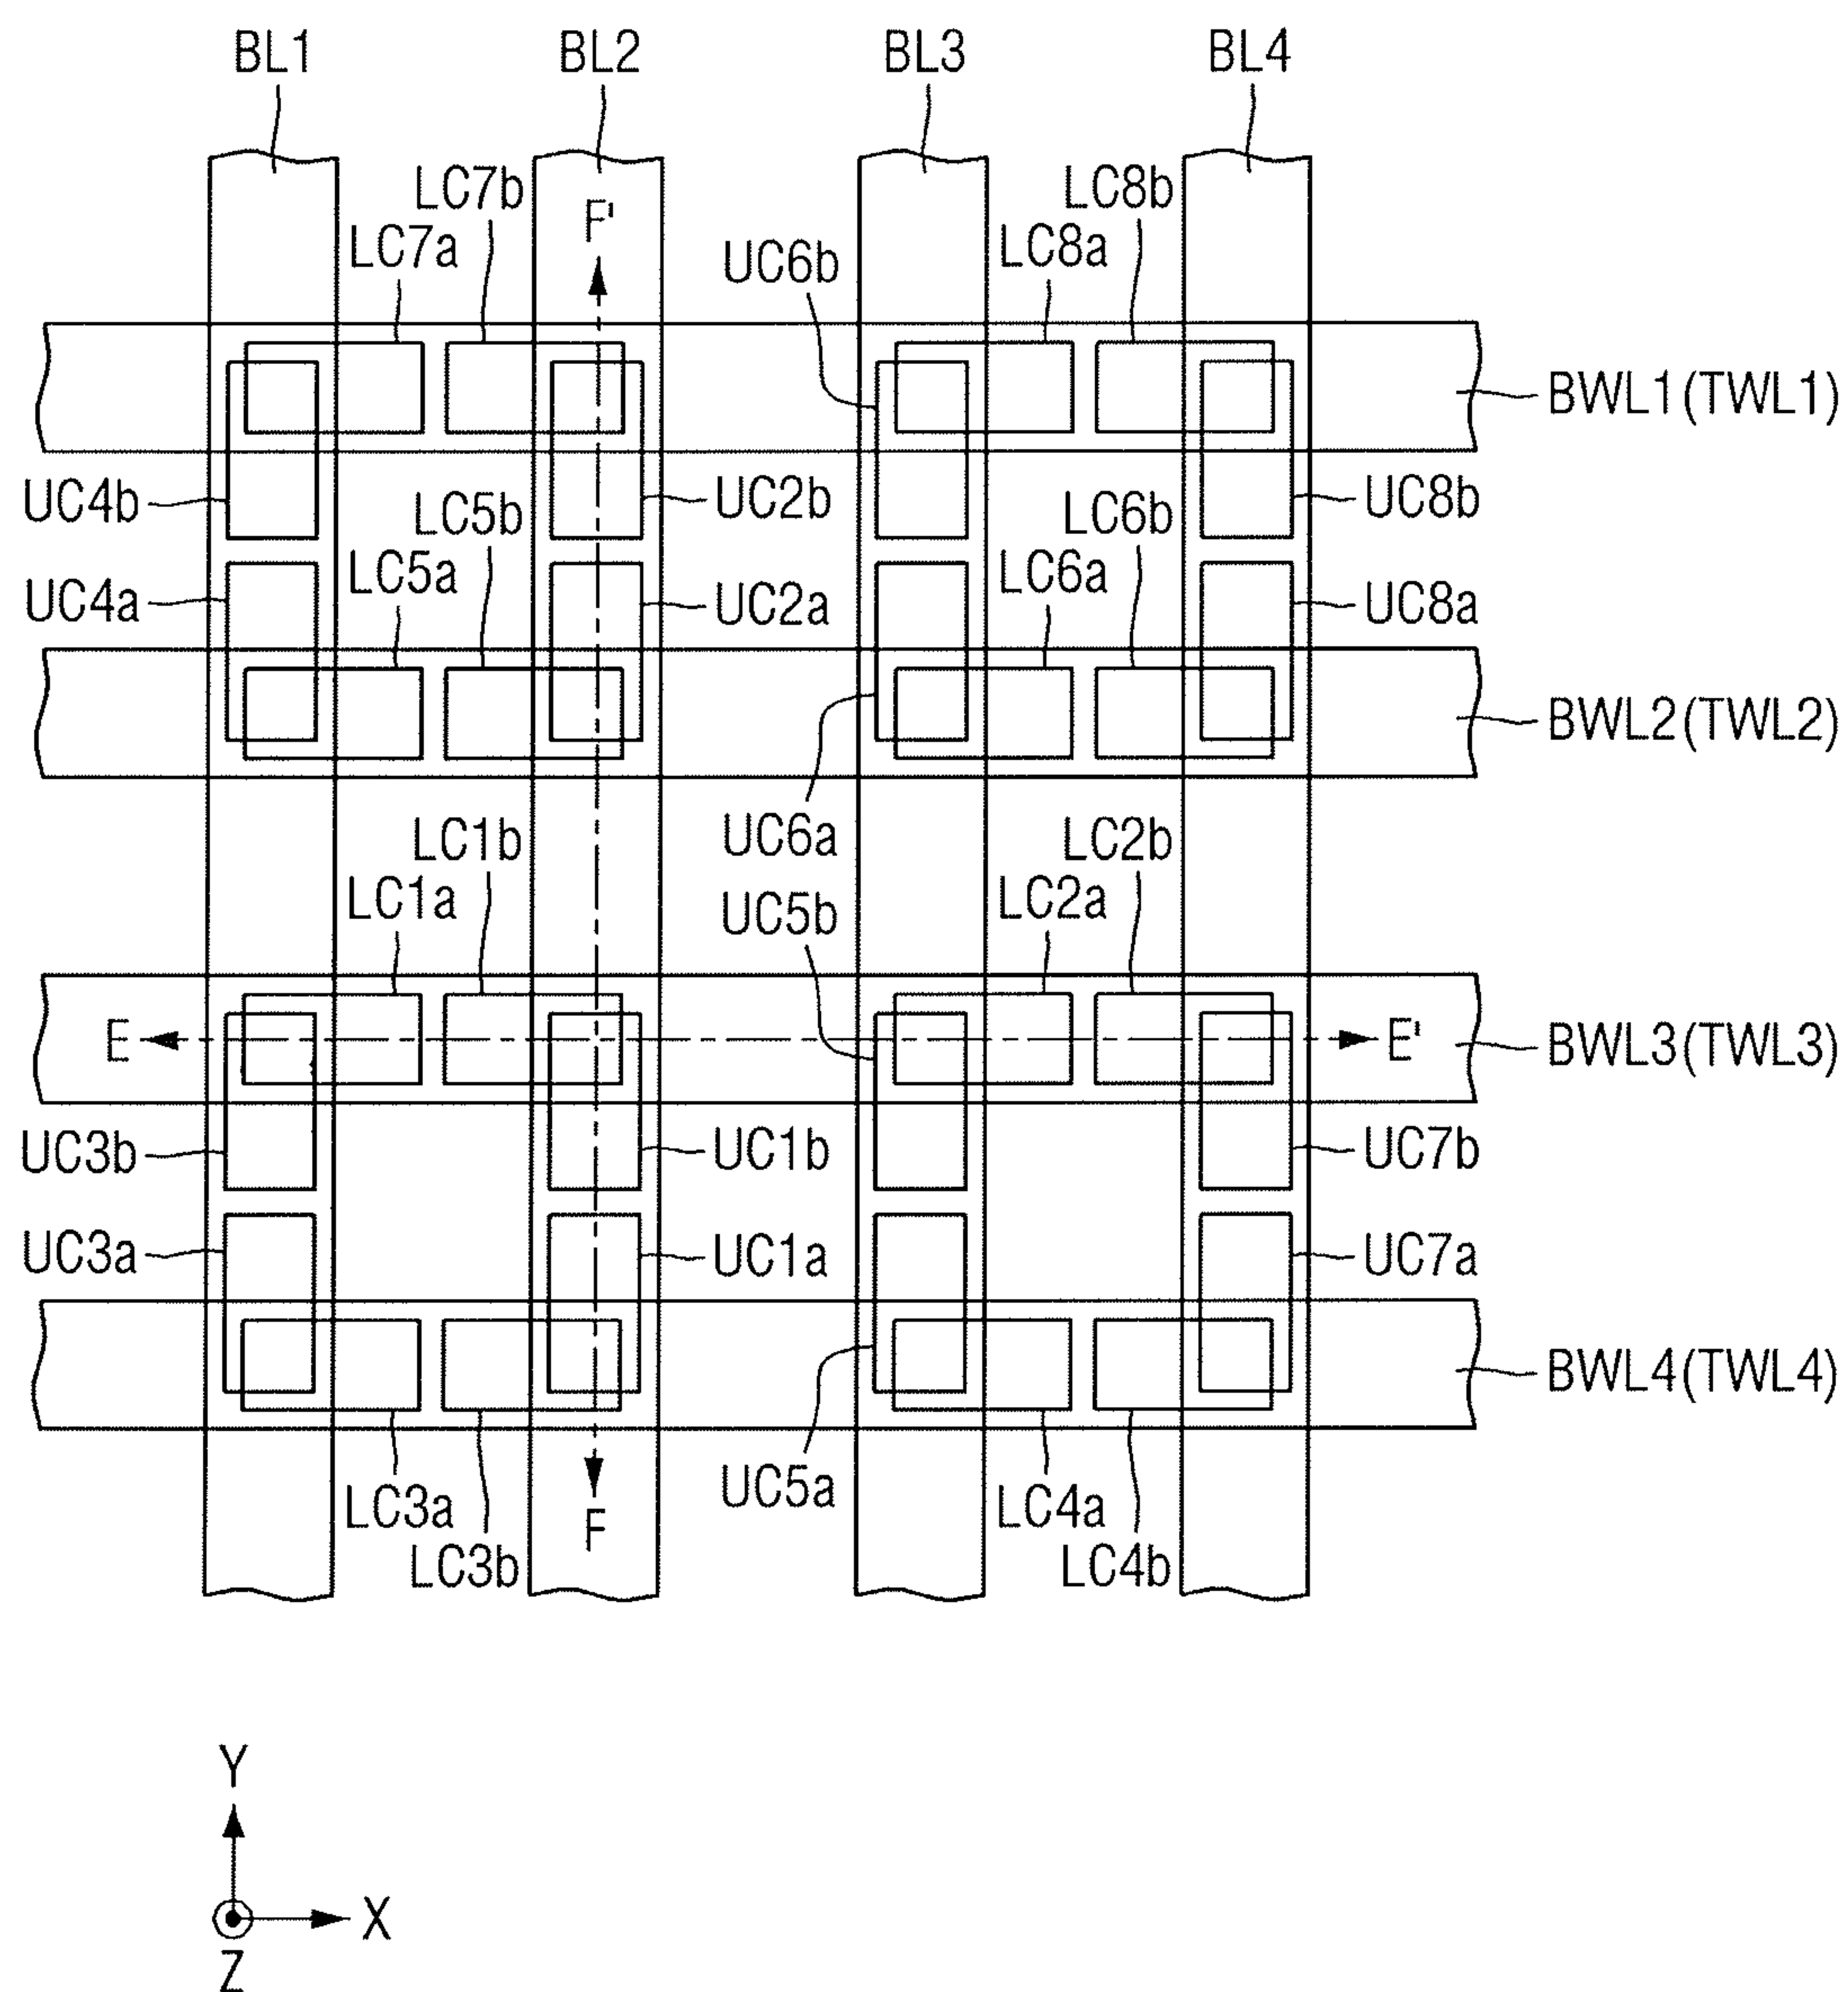 BL1 BL2 BL3 BL4
LC7b LC8b
F'
LC7a UC6b LC8a
BWL1(TWL1)
UC4b LC5b UC2b LC6b UC8b
UC4a LC5a UC2a LC6a UC8a
BWL2(TWL2)
LC1b UC6a LC2b
LC1a UC5b LC2a
E E' BWL3(TWL3)
UC3b UC1b UC7b
UC3a UC1a UC7a
BWL4(TWL4)
LC3a F UC5a LC4a
LC3b LC4b
Y
X
Z